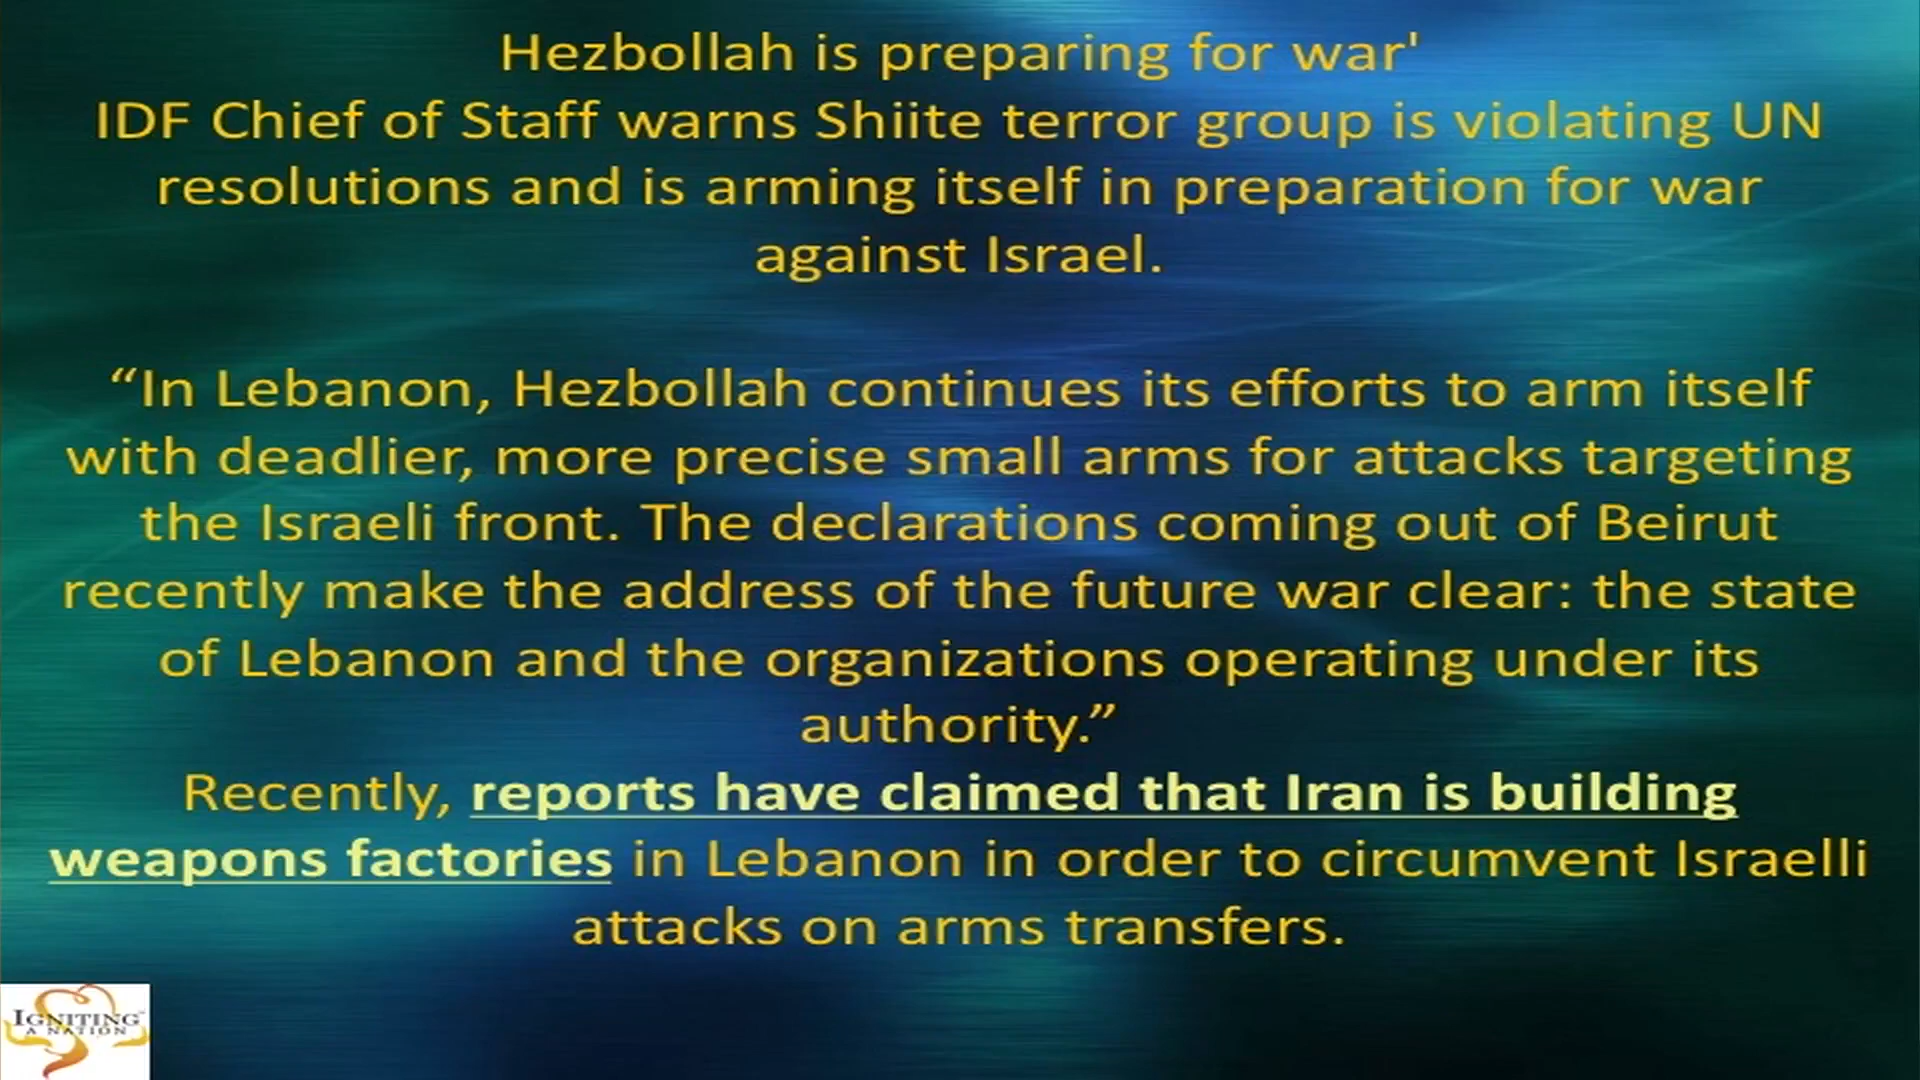 Hezbollah is preparing for war'
IDF Chief of Staff warns Shiite terror group is violating UN
resolutions and is arming itself in preparation for war
against Israel.
“In Lebanon, Hezbollah continues its efforts to arm itself
with deadlier, more precise small arms for attacks targeting
the Israeli front. The declarations coming out of Beirut
recently make the address of the future war clear: the state
of Lebanon and the organizations operating under its
authority.”
Recently, reports have claimed that Iran is building
weapons factories in Lebanon in order to circumvent Israelli
attacks on arms transfers.
IGNITING
A NATION